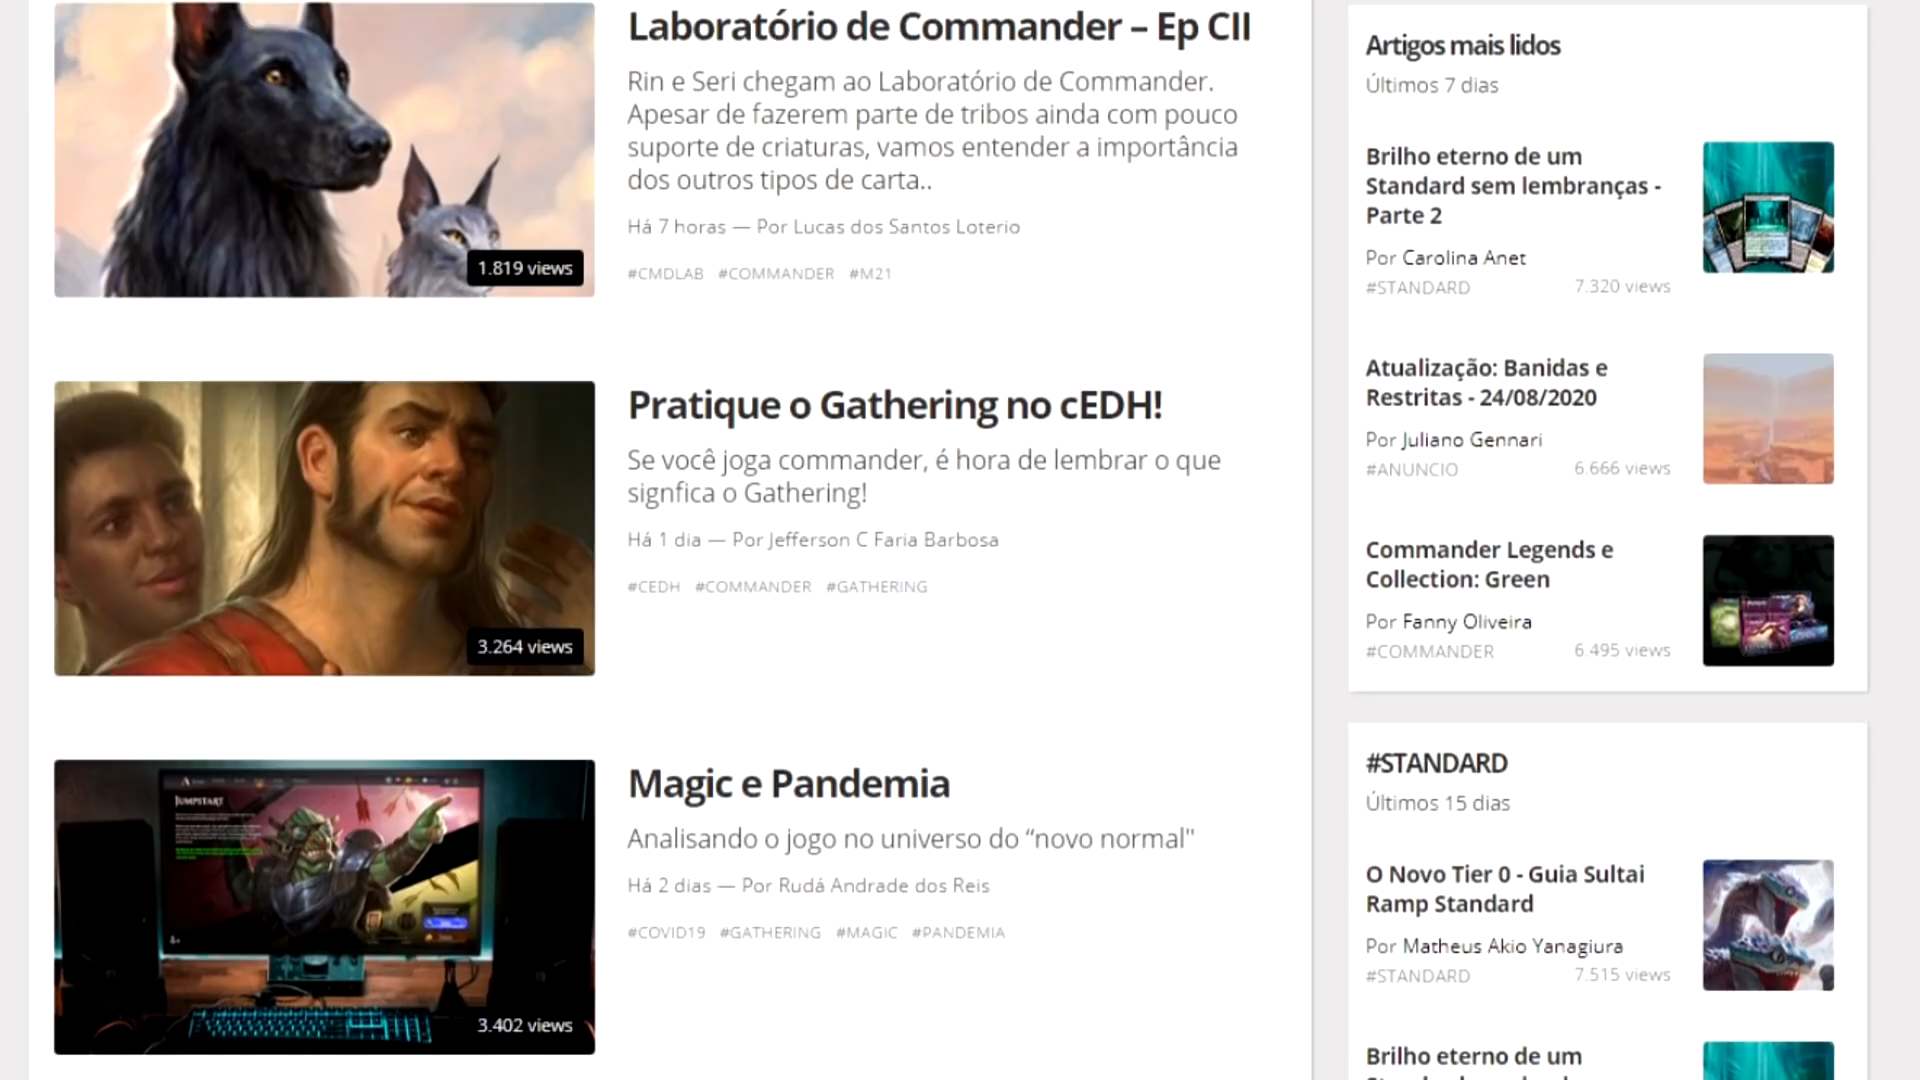 Laboratório de Commander – Ep CII
Rin e Seri chegam ao Laboratório de Commander.
Apesar de fazerem parte de tribos ainda com pouco
suporte de criaturas, vamos entender a importância
dos outros tipos de carta..
Há 7 horas — Por Lucas dos Santos Loterio
#CMDLAB #COMMANDER #M21
1.819 views
Pratique o Gathering no cEDH!
Se você joga commander, é hora de lembrar o que
signfica o Gathering!
Há 1 dia — Por Jefferson C Faria Barbosa
#CEDH #COMMANDER #GATHERING
3.264 views
Magic e Pandemia
Analisando o jogo no universo do “novo normal"
Há 2 dias — Por Rudá Andrade dos Reis
#COVID19 #GATHERING #MAGIC #PANDEMIA
JUMPSTART
3.402 views
Artigos mais lidos
Últimos 7 dias
Brilho eterno de um
Standard sem lembranças -
Parte 2
Por Carolina Anet
#STANDARD 7.320 views
Atualização: Banidas e
Restritas - 24/08/2020
Por Juliano Gennari
#ANUNCIO 6.666 views
Commander Legends e
Collection: Green
Por Fanny Oliveira
#COMMANDER 6.495 views
#STANDARD
Últimos 15 dias
O Novo Tier 0 - Guia Sultai
Ramp Standard
Por Matheus Akio Yanagiura
#STANDARD 7.515 views
Brilho eterno de um